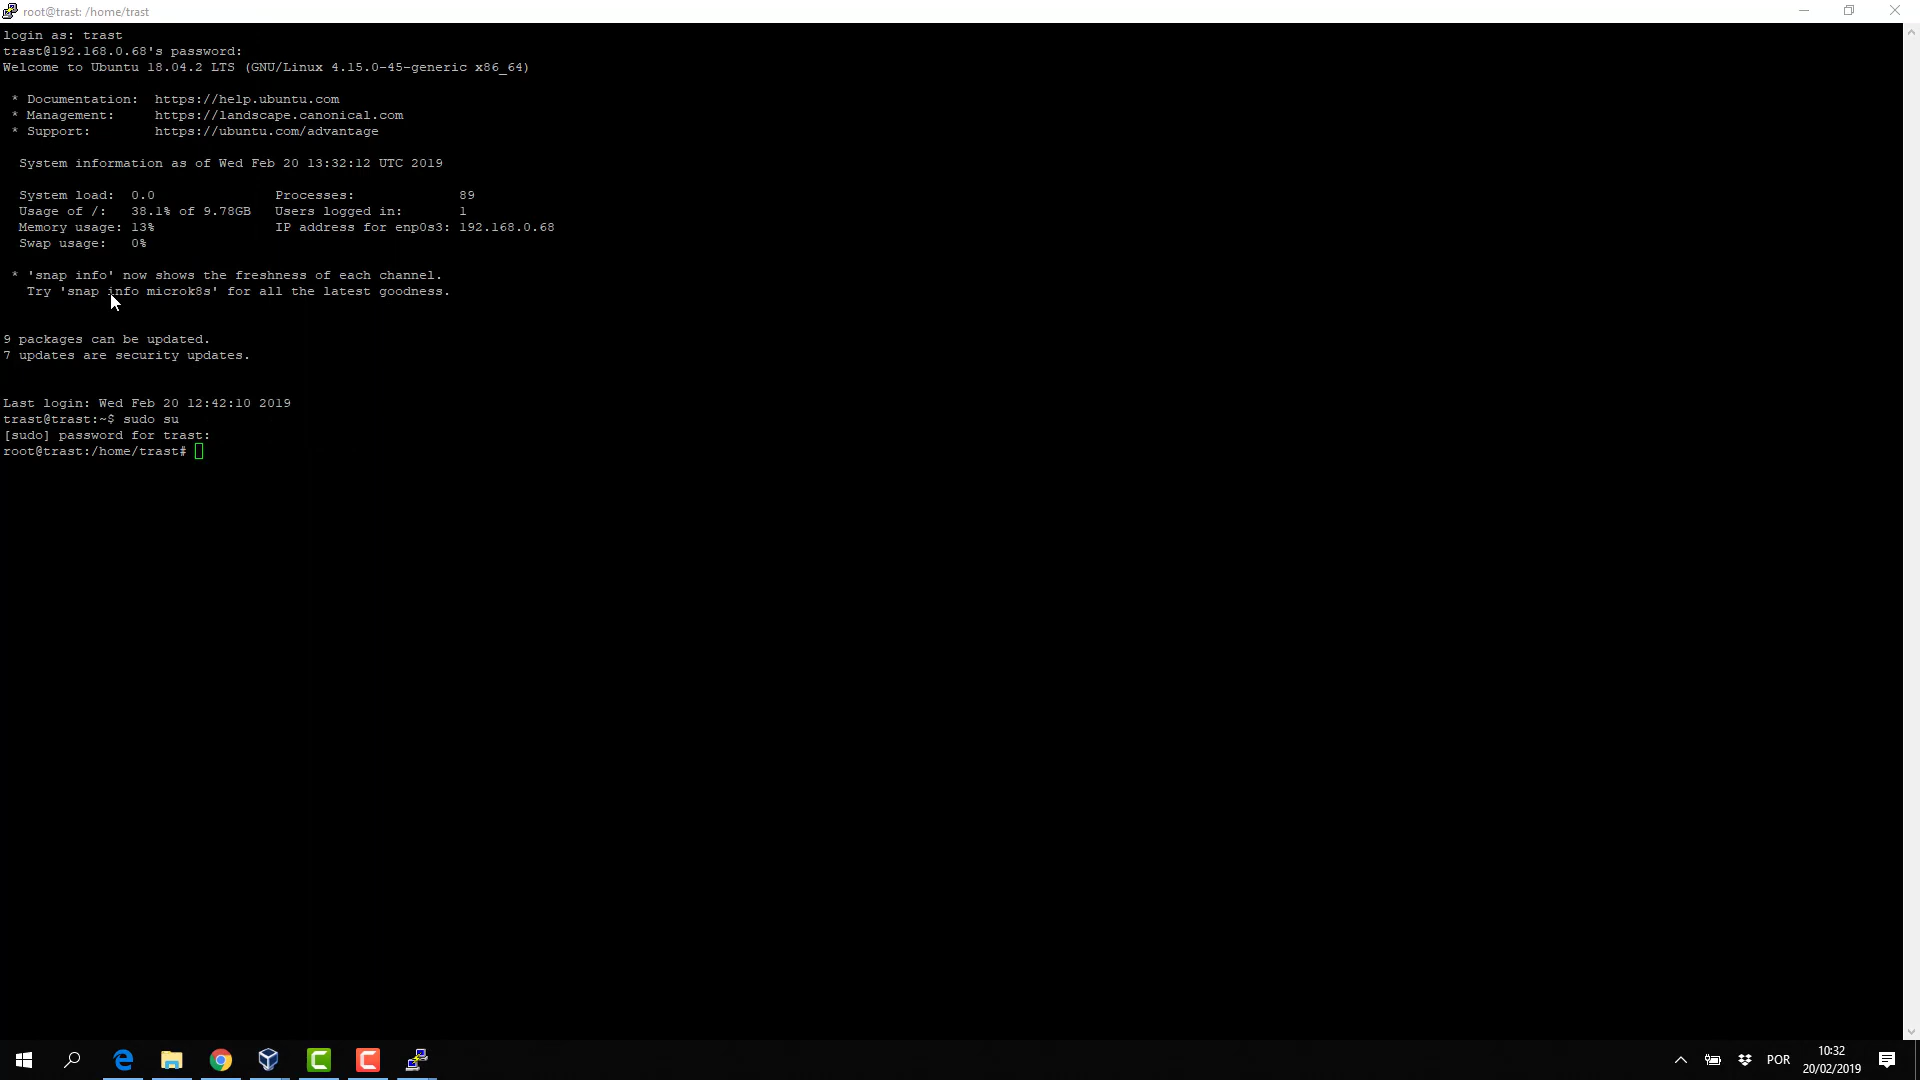 root@trast: /home/trast
login as: trast
trast@192.168.0.68's password:
Welcome to Ubuntu 18.04.2 LTS (GNU/Linux 4.15.0-45-generic x86_64)
* Documentation:  https://help.ubuntu.com
* Management:     https://landscape.canonical.com
* Support:        https://ubuntu.com/advantage
System information as of Wed Feb 20 13:32:12 UTC 2019
System load:  0.0               Processes:             89
Usage of /:   38.1% of 9.78GB   Users logged in:       1
Memory usage: 13%               IP address for enp0s3: 192.168.0.68
Swap usage:   0%
* 'snap info' now shows the freshness of each channel.
Try 'snap info microk8s' for all the latest goodness.
9 packages can be updated.
7 updates are security updates.
Last login: Wed Feb 20 12:42:10 2019
trast@trast:~$ sudo su
[sudo] password for trast:
root@trast:/home/trast#
POR
10:32
20/02/2019